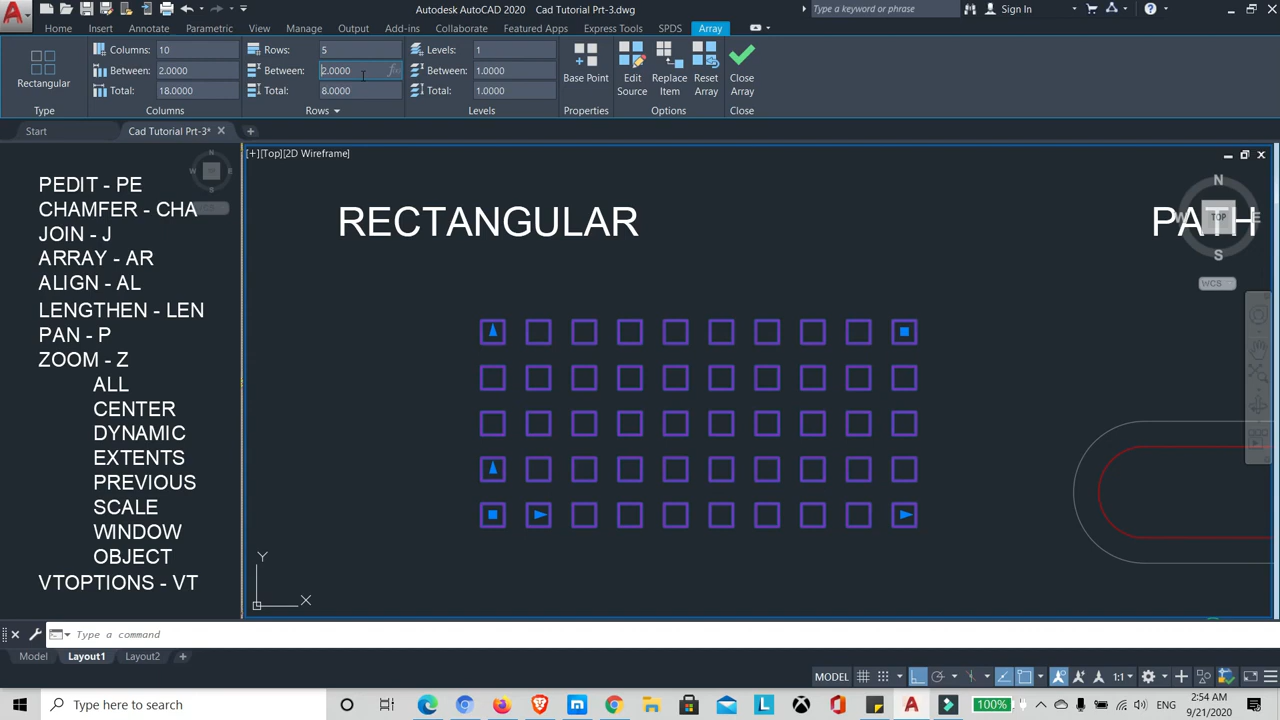 Autodesk AutoCAD 2020 Cad Tutorial Prt-3.dwg
Type a keyword or phrase
Sign In
Home Insert Annotate Parametric View Manage Output Add-ins Collaborate Featured Apps Express Tools SPDS Array
Columns: 10
Between: 2.0000
Total: 18.0000
Rows: 5
Between: 2.0000
Total: 8.0000
Levels: 1
Between: 1.0000
Total: 1.0000
Rectangular
Base Point
Edit Source
Replace Item
Reset Array
Close Array
Type Columns Rows Levels Properties Options Close
Start Cad Tutorial Prt-3*
[+][Top][2D Wireframe]
PEDIT - PE
CHAMFER - CHA
JOIN - J
ARRAY - AR
ALIGN - AL
LENGTHEN - LEN
PAN - P
ZOOM - Z
ALL
CENTER
DYNAMIC
EXTENTS
PREVIOUS
SCALE
WINDOW
OBJECT
VTOPTIONS - VT
RECTANGULAR
PATH
N
W
TOP
S
WCS
Y
X
Type a command
Model Layout1 Layout2
MODEL
1:1
Type here to search
100%
ENG
2:54 AM
9/21/2020